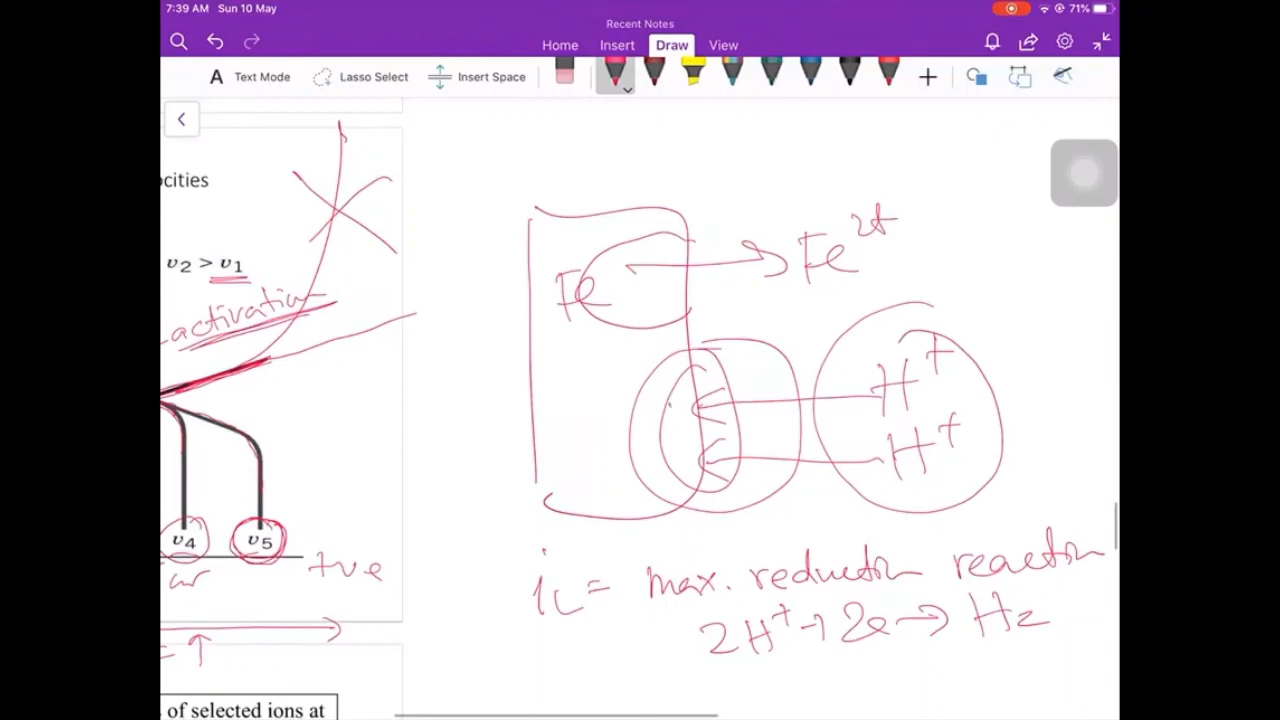 7:39 AM Sun 10 May
71%
Recent Notes
Home Insert Draw View
A Text Mode Lasso Select Insert Space
ocities
v2 > v1
activation
v4 v5
+ve
of selected ions at
Fe → Fe2+
H+
H+
iL = max. reduction reaction
2H+ + 2e → H2